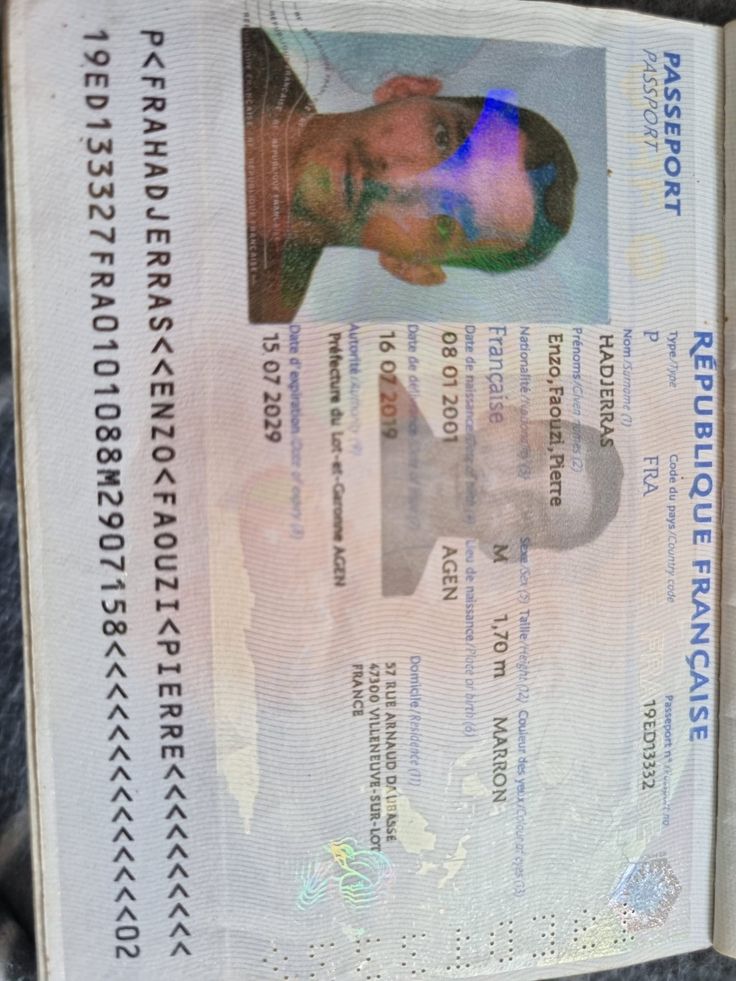 RÉPUBLIQUE FRANÇAISE
PASSEPORT
PASSPORT
Type/Type
Code du pays/Country code
Passeport n°/Passport no
P
FRA
19ED13332
Nom/Surname (1)
HADJERRAS
Prénoms/Given names (2)
Enzo,Faouzi,Pierre
Nationalité/Nationality (3)
Sexe/Sex (5)
Taille/Height (12)
Couleur des yeux/Colour of eyes (13)
Française
M
1,70 m
MARRON
Date de naissance/Date of birth (4)
Lieu de naissance/Place of birth (6)
08 01 2001
AGEN
Date de délivrance
Domicile/Residence (11)
16 07 2019
57 RUE ARNAUD DAUBASSE
47300 VILLENEUVE-SUR-LOT
FRANCE
Autorité/Authority (9)
Préfecture du Lot-et-Garonne AGEN
Date d'expiration/Date of expiry (8)
15 07 2029
P<FRAHADJERRAS<<ENZO<FAOUZI<PIERRE<<<<<<<<<<
19ED133327FRA0101088M2907158<<<<<<<<<<<<<<02